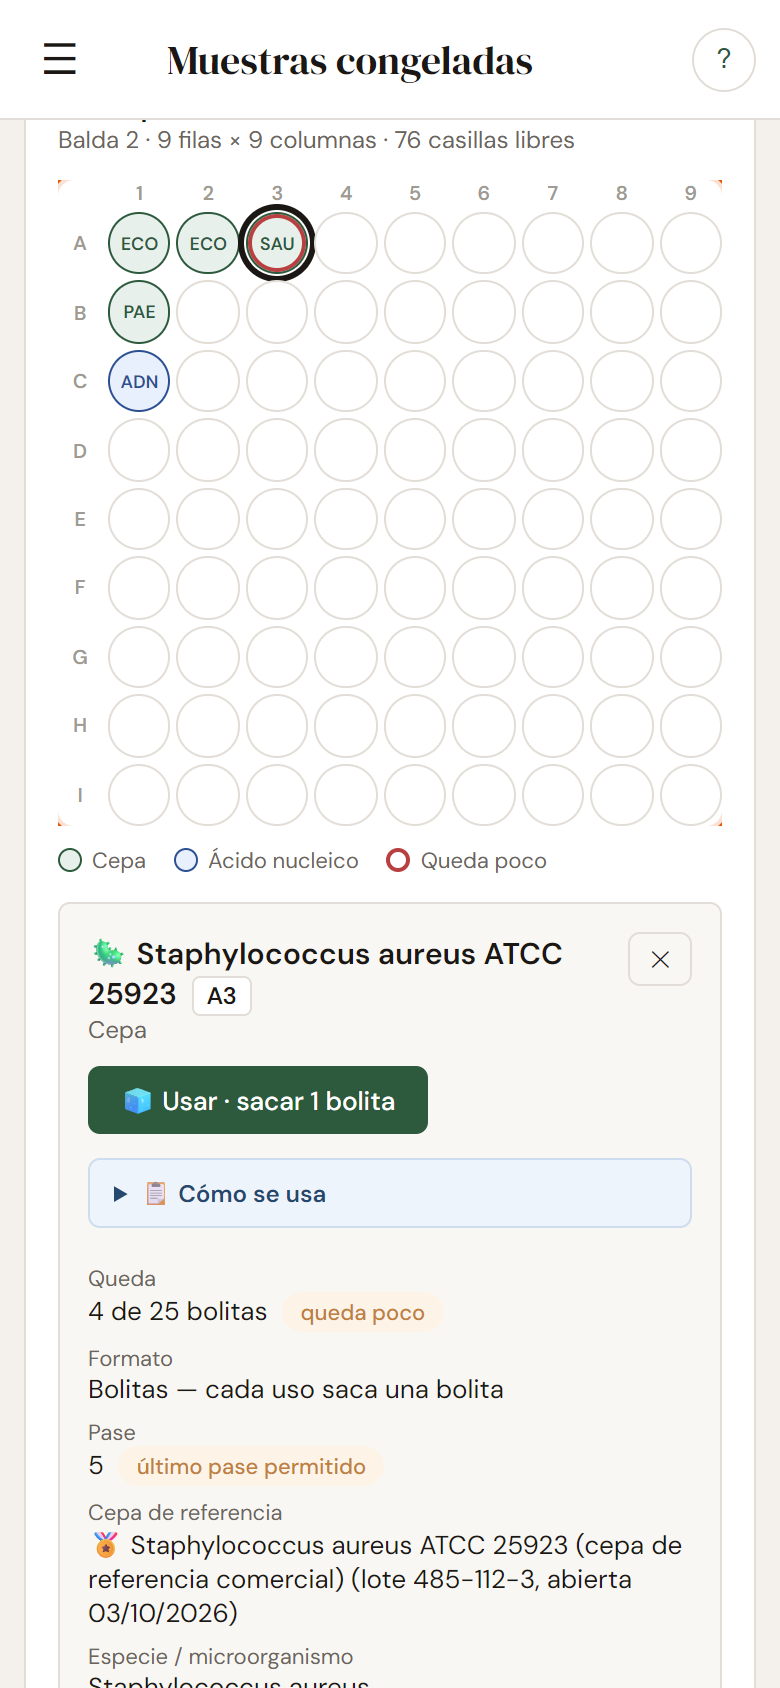 Muestras congeladas
?
Balda 2 · 9 filas × 9 columnas · 76 casillas libres
1 2 3 4 5 6 7 8 9
A ECO ECO SAU
B PAE
C ADN
D
E
F
G
H
I
Cepa Ácido nucleico Queda poco
Staphylococcus aureus ATCC
25923 A3
Cepa
Usar · sacar 1 bolita
Cómo se usa
Queda
4 de 25 bolitas queda poco
Formato
Bolitas — cada uso saca una bolita
Pase
5 último pase permitido
Cepa de referencia
Staphylococcus aureus ATCC 25923 (cepa de
referencia comercial) (lote 485-112-3, abierta
03/10/2026)
Especie / microorganismo
Staphylococcus aureus